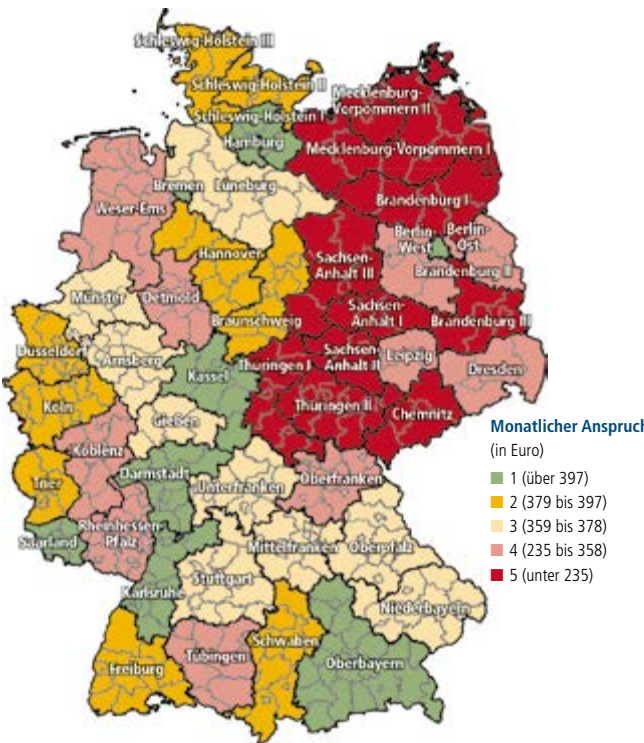 Schleswig-Holstein III
Schleswig-Holstein II
Schleswig-Holstein I
Hamburg
Mecklenburg-
Vorpommern II
Mecklenburg-Vorpommern I
Bremen
Lüneburg
Weser-Ems
Brandenburg I
Berlin-
West
Berlin-
Ost
Hannover
Sachsen-
Anhalt III
Brandenburg II
Münster
Detmold
Braunschweig
Sachsen-
Anhalt I
Brandenburg III
Düsseldorf
Arnsberg
Kassel
Thüringen I
Sachsen-
Anhalt II
Leipzig
Dresden
Köln
Gießen
Thüringen II
Chemnitz
Koblenz
Trier
Darmstadt
Unterfranken
Oberfranken
Saarland
Rheinhessen-
Pfalz
Mittelfranken
Oberpfalz
Karlsruhe
Stuttgart
Niederbayern
Freiburg
Tübingen
Schwaben
Oberbayern
Monatlicher Anspruch
(in Euro)
1 (über 397)
2 (379 bis 397)
3 (359 bis 378)
4 (235 bis 358)
5 (unter 235)